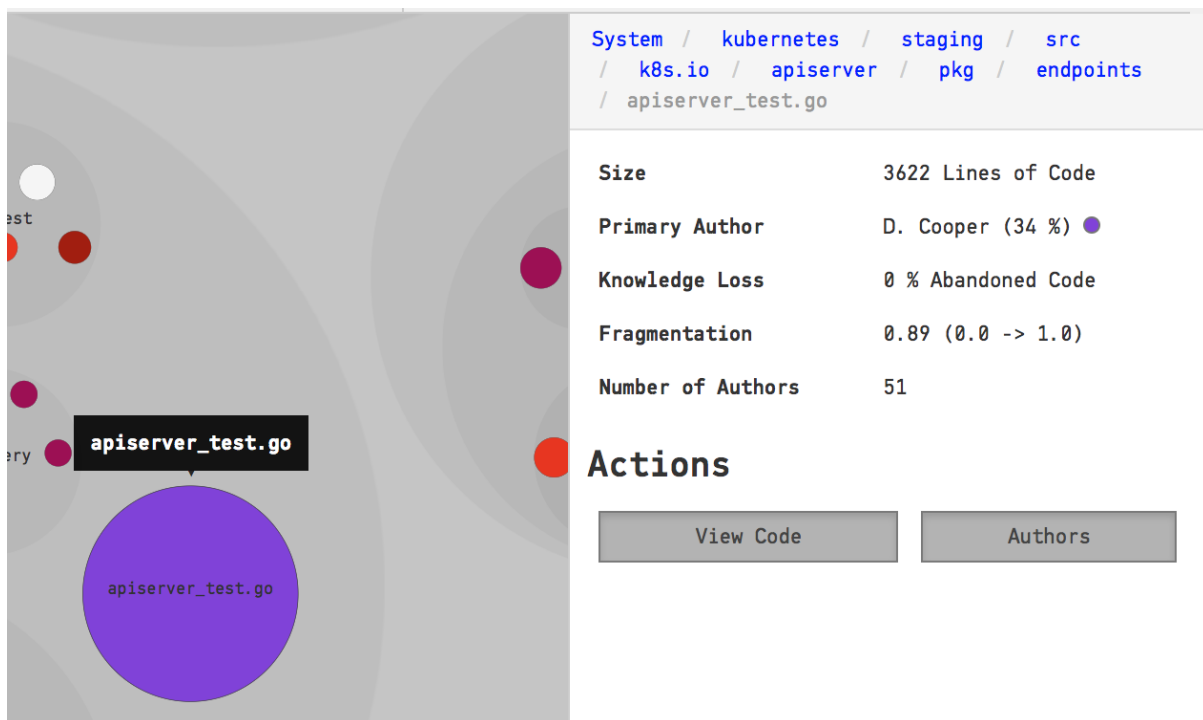 System / kubernetes / staging / src
/ k8s.io / apiserver / pkg / endpoints
/ apiserver_test.go
est
Size 3622 Lines of Code
Primary Author D. Cooper (34 %)
Knowledge Loss 0 % Abandoned Code
Fragmentation 0.89 (0.0 -> 1.0)
Number of Authors 51
ery
apiserver_test.go
apiserver_test.go
Actions
View Code Authors